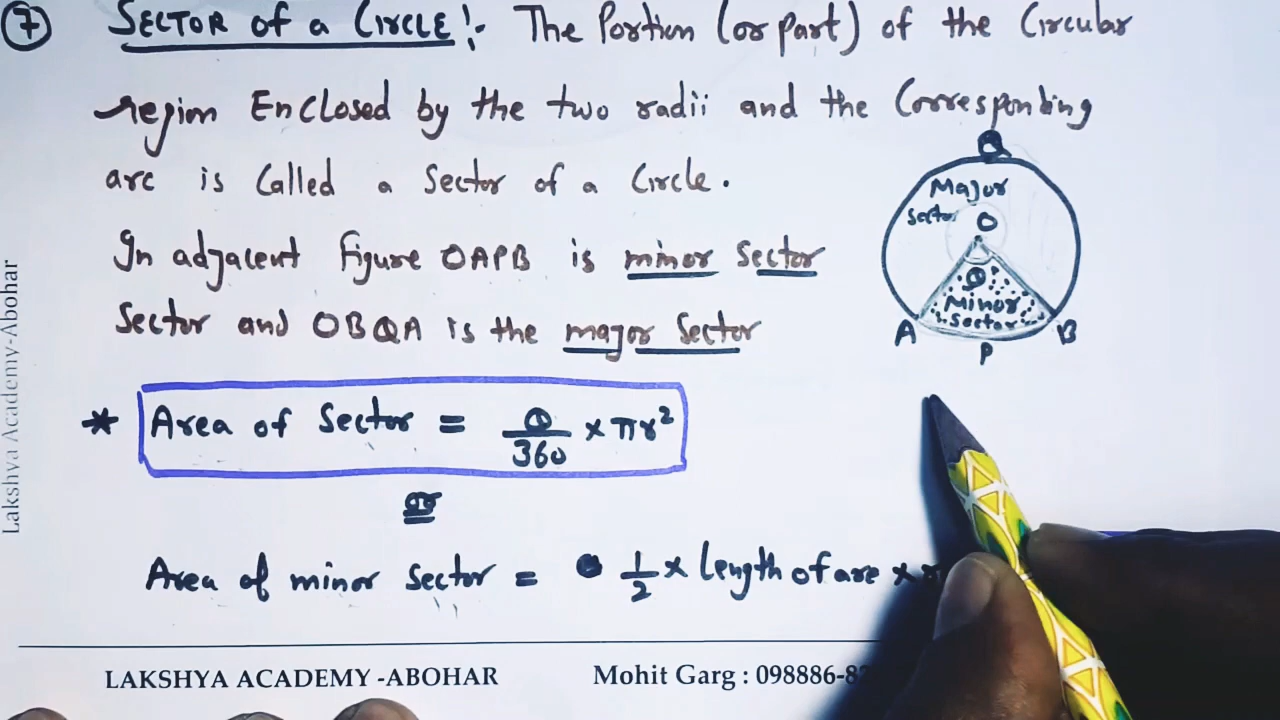 7 SECTOR of a CIRCLE :- The Portion (or part) of the Circular
region Enclosed by the two radii and the Corresponding
arc is Called a Sector of a Circle.
In adjacent figure OAPB is minor Sector
Sector and OBQA is the major Sector
* Area of Sector = θ/360 × πr²
or
Area of minor Sector = 1/2 × length of arc ×
Q
Major
Sector
O
θ
Minor
Sector
A
B
P
LAKSHYA ACADEMY -ABOHAR
Mohit Garg : 098886-8
Lakshya Academy-Abohar